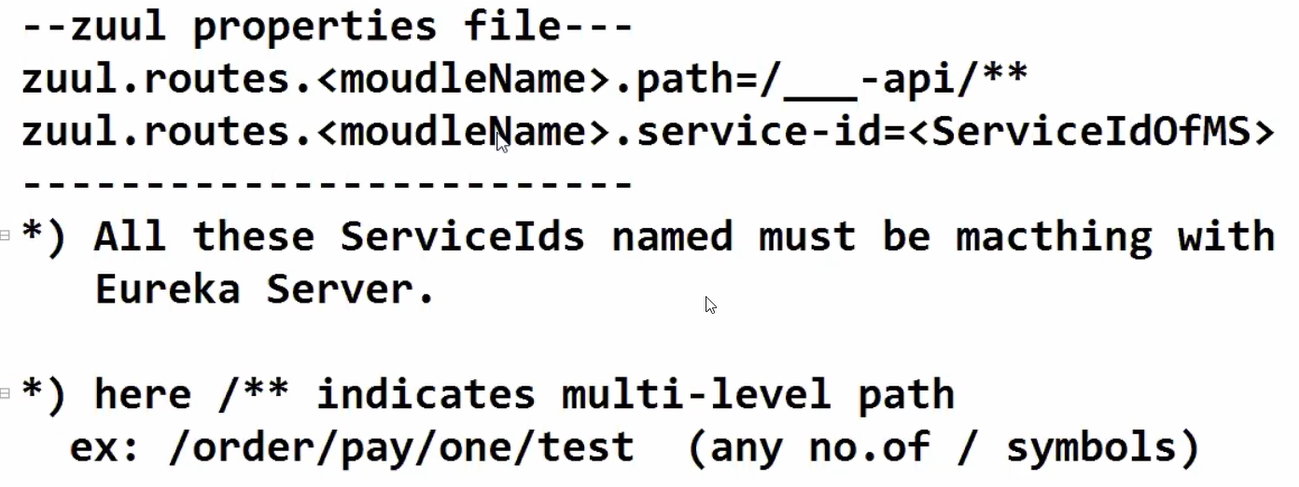 --zuul properties file---
zuul.routes.<moudleName>.path=/___-api/**
zuul.routes.<moudleName>.service-id=<ServiceIdOfMS>
-------------------------
*) All these ServiceIds named must be macthing with
Eureka Server.
*) here /** indicates multi-level path
ex: /order/pay/one/test (any no.of / symbols)